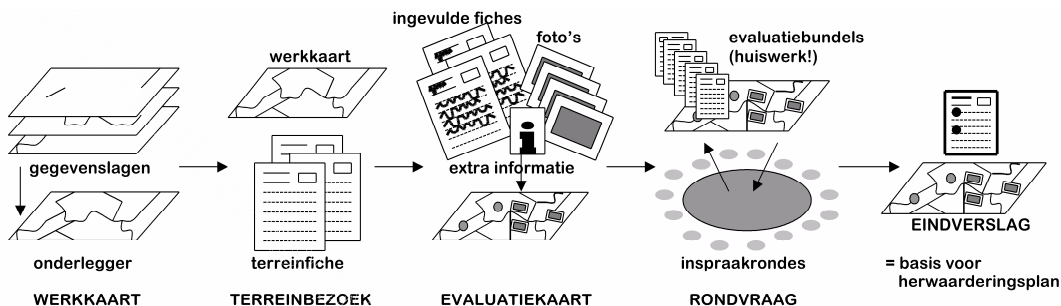 ingevulde fiches
foto's
evaluatiebundels
(huiswerk!)
werkkaart
gegevenslagen
extra informatie
i
onderlegger
terreinfiche
inspraakrondes
EINDVERSLAG
= basis voor
herwaarderingsplan
WERKKAART
TERREINBEZOEK
EVALUATIEKAART
RONDVRAAG